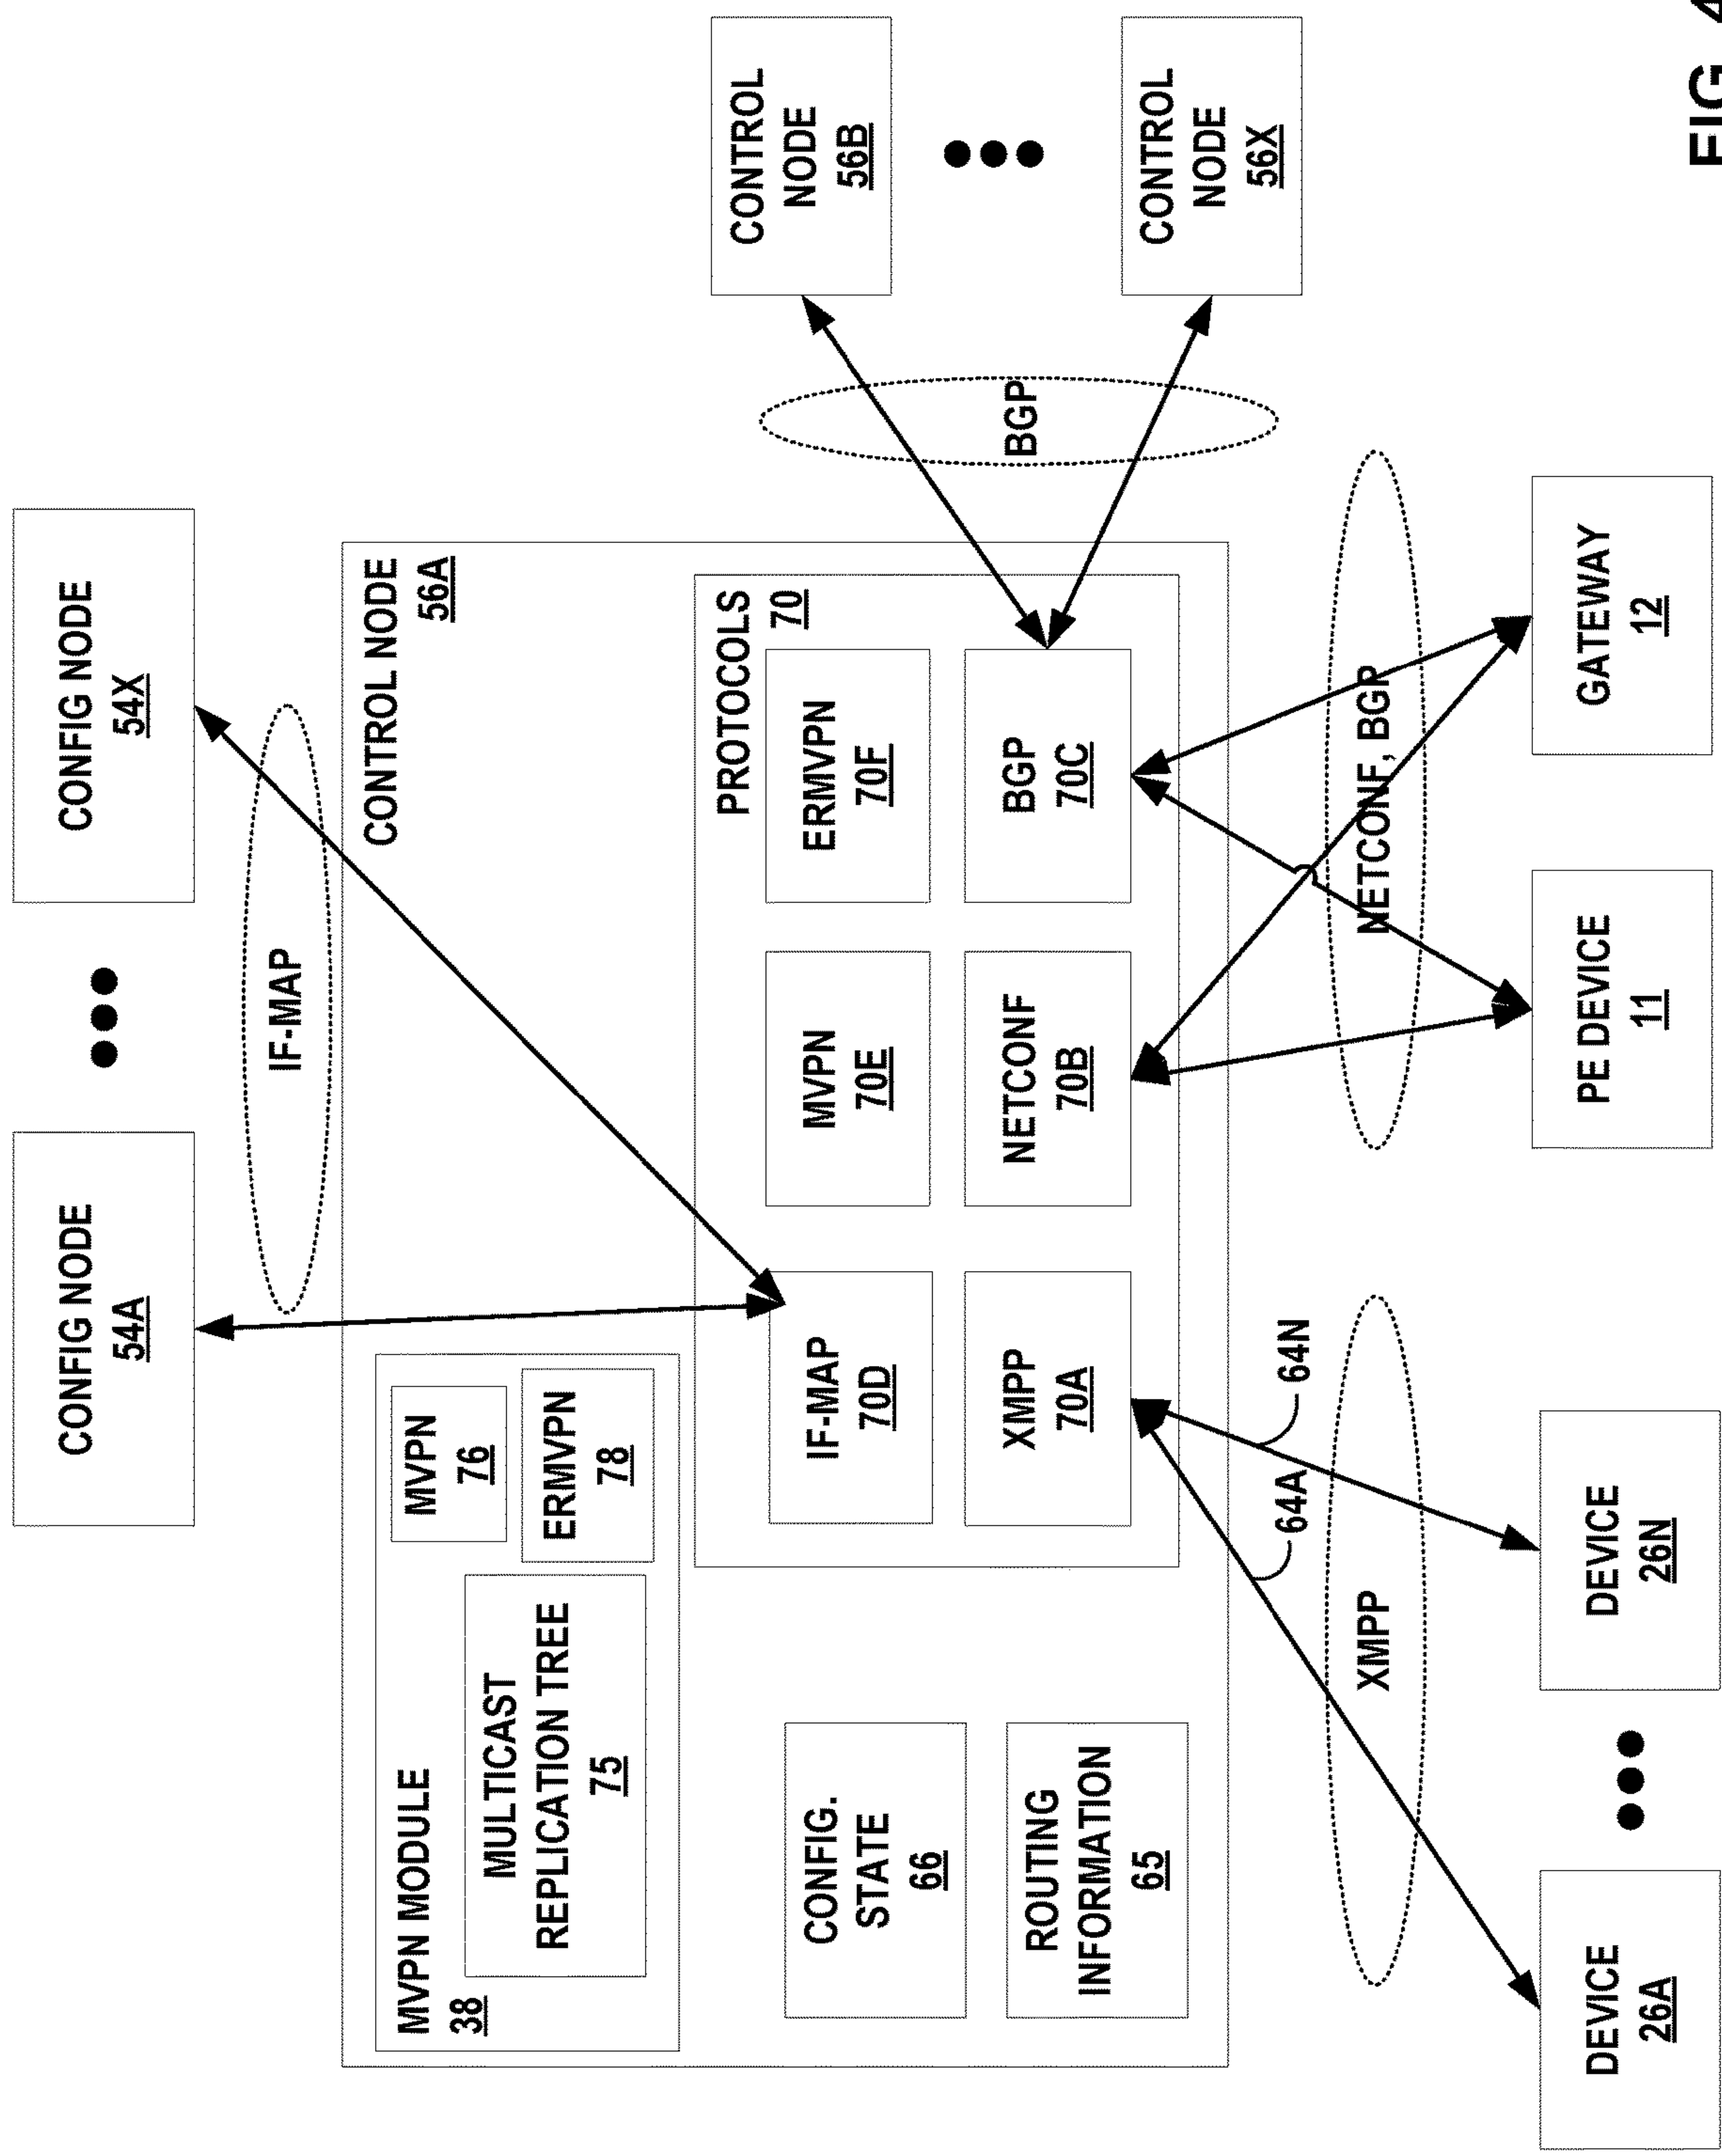 CONFIG NODE
54A
CONFIG NODE
54X
IF-MAP
CONTROL NODE
56A
MVPN MODULE
38
MULTICAST
REPLICATION TREE
75
MVPN
76
ERMVPN
78
PROTOCOLS
70
IF-MAP
70D
MVPN
70E
ERMVPN
70F
XMPP
70A
NETCONF
70B
BGP
70C
CONFIG.
STATE
66
ROUTING
INFORMATION
65
BGP
CONTROL
NODE
56B
CONTROL
NODE
56X
64A
64N
XMPP
NETCONF, BGP
DEVICE
26A
DEVICE
26N
PE DEVICE
11
GATEWAY
12
FIG. 4